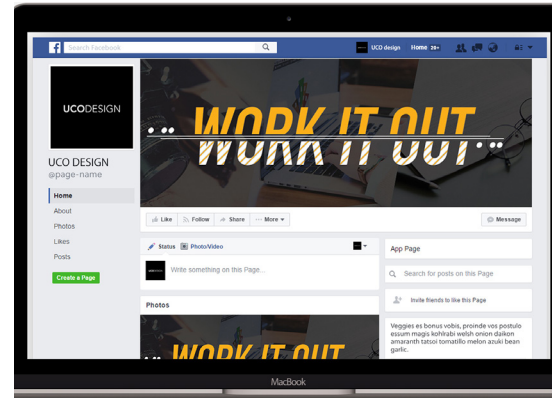 Search Facebook
UCO design
Home 20+
UCODESIGN
WORK IT OUT
UCO DESIGN
@page-name
Home
About
Photos
Likes
Posts
Create a Page
Like
Follow
Share
More
Message
Status
Photo/Video
Write something on this Page...
Photos
WORK IT OUT
App Page
Search for posts on this Page
Invite friends to like this Page
Veggies es bonus vobis, proinde vos postulo
essum magis kohlrabi welsh onion daikon
amaranth tatsoi tomatillo melon azuki bean
garlic.
MacBook